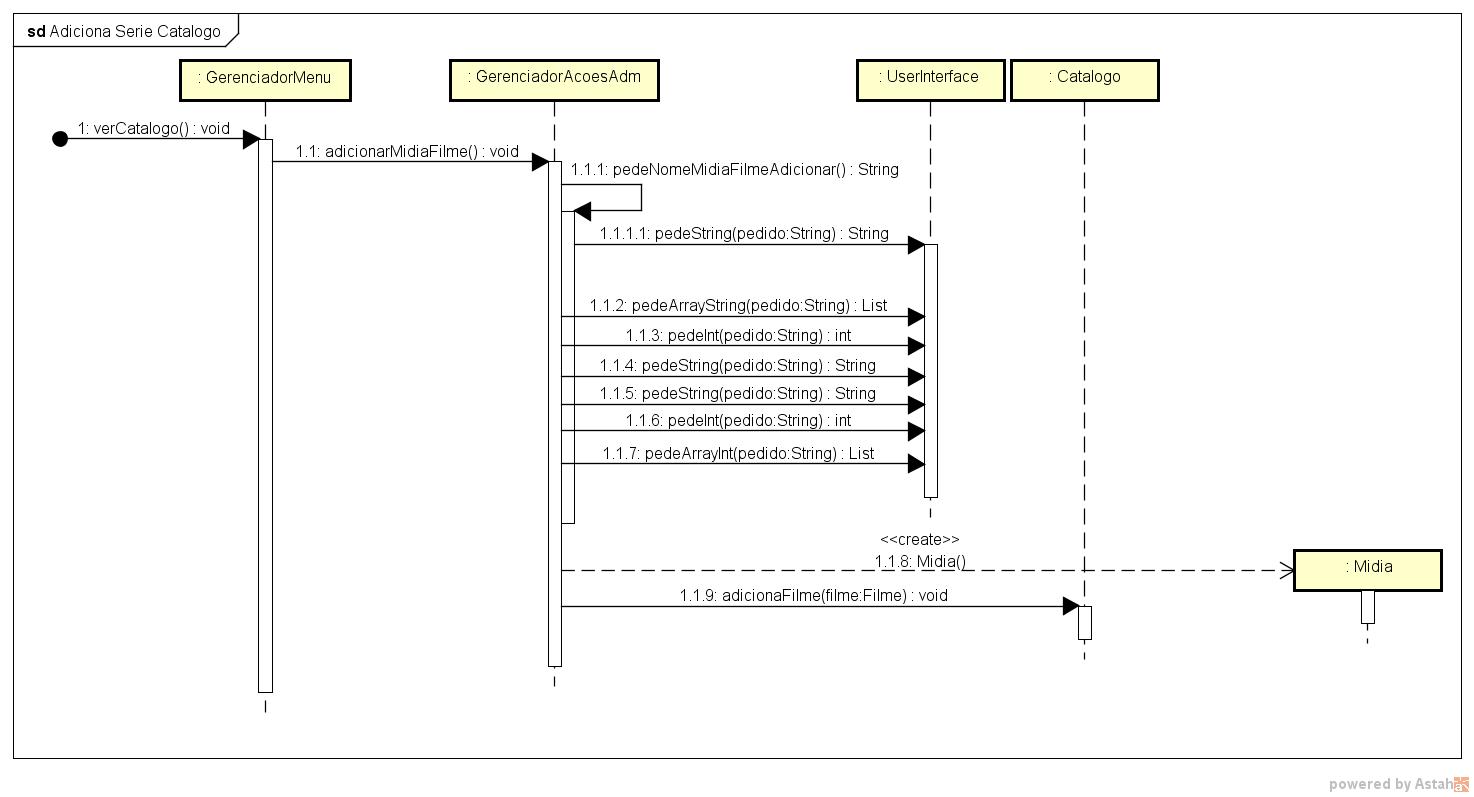 sd Adiciona Serie Catalogo
: GerenciadorMenu
: GerenciadorAcoesAdm
: UserInterface
: Catalogo
1: verCatalogo() : void
1.1: adicionarMidiaFilme() : void
1.1.1: pedeNomeMidiaFilmeAdicionar() : String
1.1.1.1: pedeString(pedido:String) : String
1.1.2: pedeArrayString(pedido:String) : List
1.1.3: pedeInt(pedido:String) : int
1.1.4: pedeString(pedido:String) : String
1.1.5: pedeString(pedido:String) : String
1.1.6: pedeInt(pedido:String) : int
1.1.7: pedeArrayInt(pedido:String) : List
<<create>>
1.1.8: Midia()
: Midia
1.1.9: adicionaFilme(filme:Filme) : void
powered by Astah